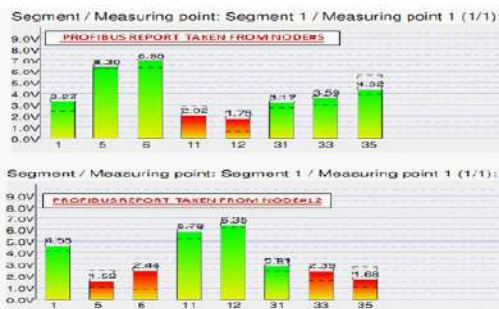 Segment / Measuring point: Segment 1 / Measuring point 1 (1/1):
PROFIBUS REPORT TAKEN FROM NODE#5
9.0V
8.0V
7.0V
6.0V
5.0V
4.0V
3.0V
2.0V
1.0V
0.0V
3.27 6.30 2.02 1.75 3.17 3.59 4.32
1 5 6 11 12 31 33 35
Segment / Measuring point: Segment 1 / Measuring point 1 (1/1):
PROFIBUS REPORT TAKEN FROM NODE#12
9.0V
8.0V
7.0V
6.0V
5.0V
4.0V
3.0V
2.0V
1.0V
0.0V
4.55 2.44 5.79 6.35 2.81 2.39 1.68
1 5 6 11 12 31 33 35